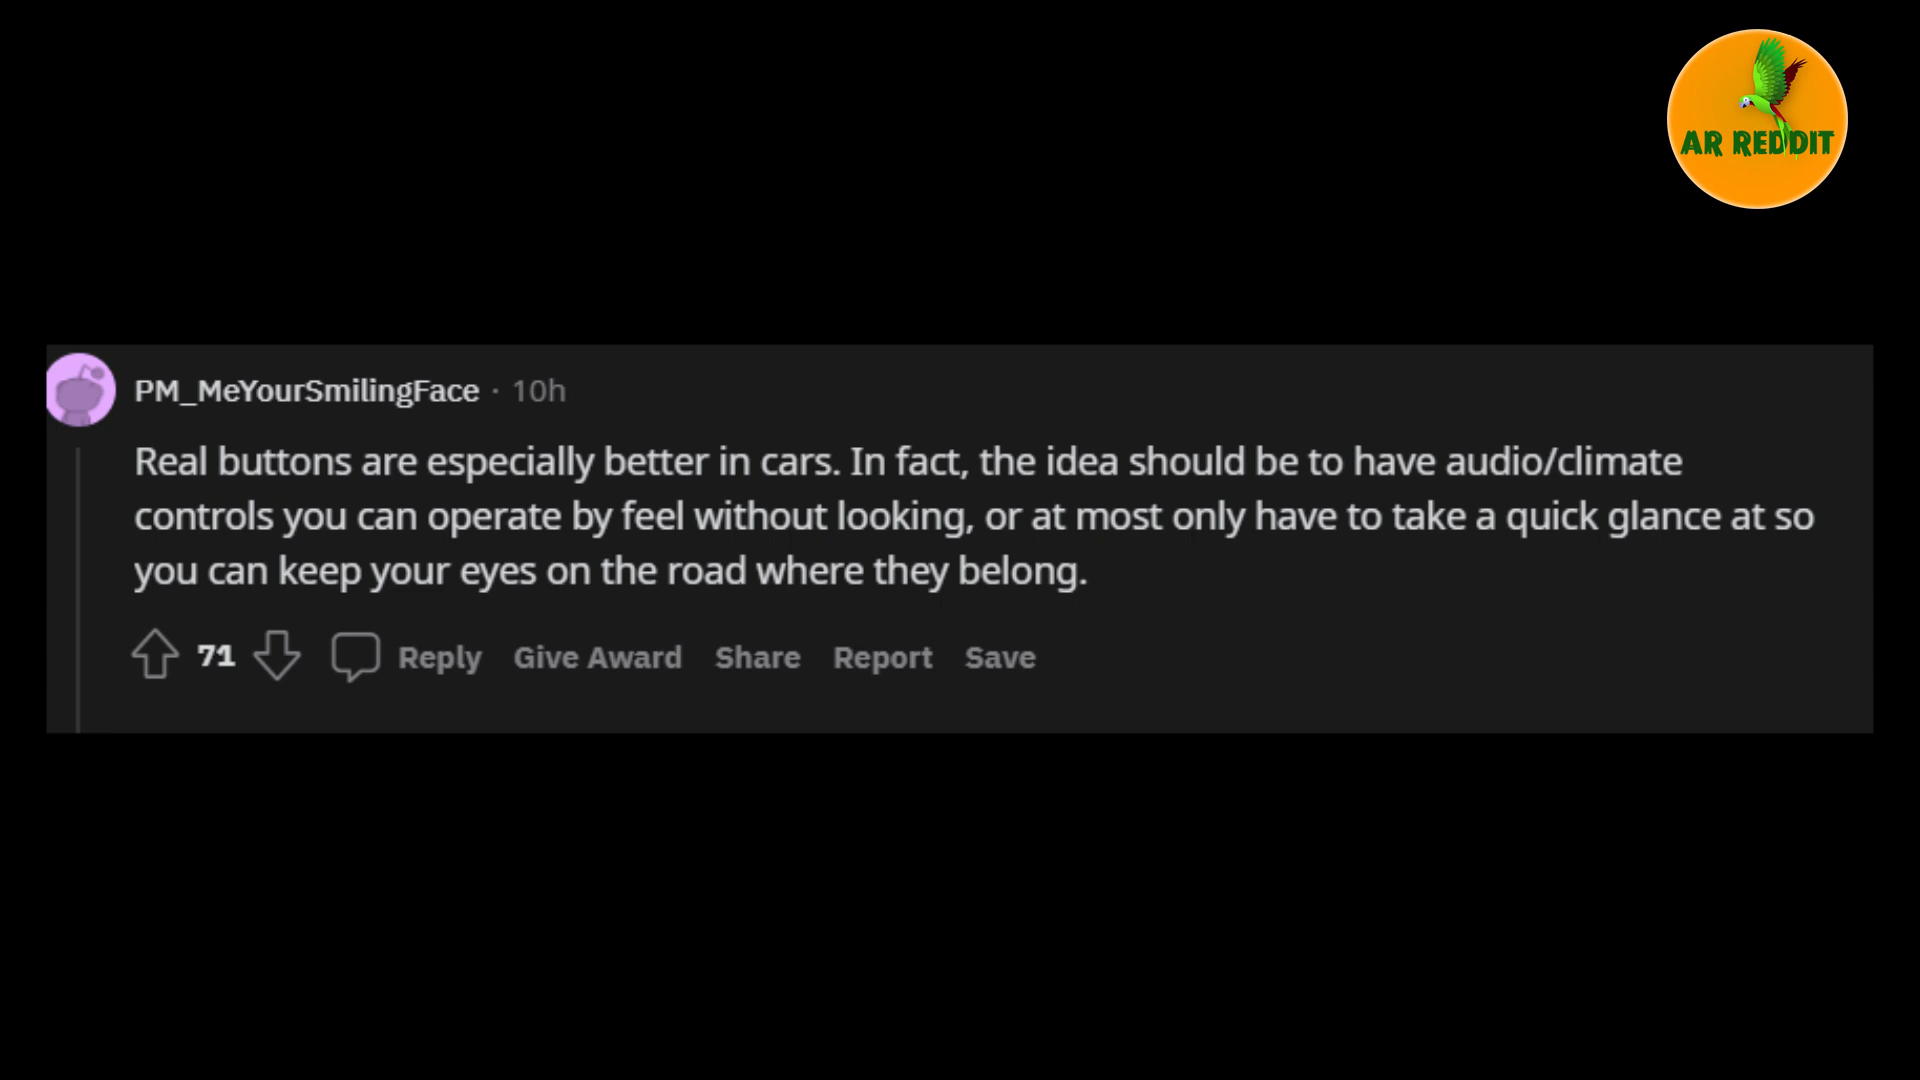 AR REDDIT
PM_MeYourSmilingFace · 10h
Real buttons are especially better in cars. In fact, the idea should be to have audio/climate
controls you can operate by feel without looking, or at most only have to take a quick glance at so
you can keep your eyes on the road where they belong.
71 Reply Give Award Share Report Save